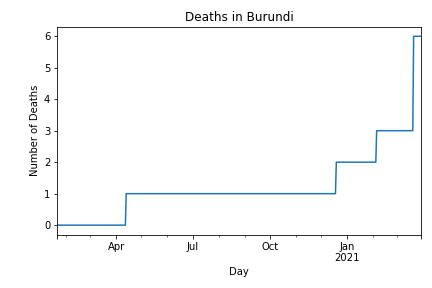 Deaths in Burundi
6
5
4
3
2
1
0
Number of Deaths
Apr
Jul
Oct
Jan
2021
Day